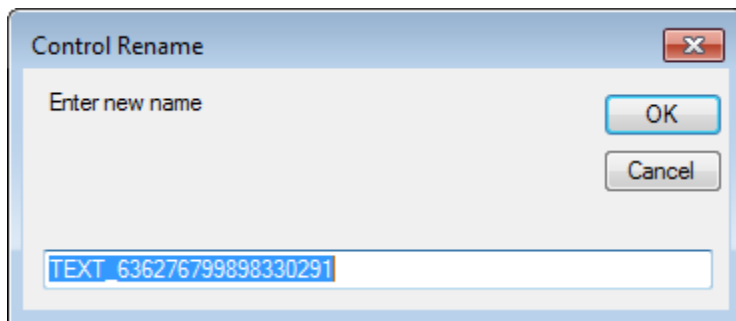 Control Rename
Enter new name
OK
Cancel
TEXT_636276799898330291